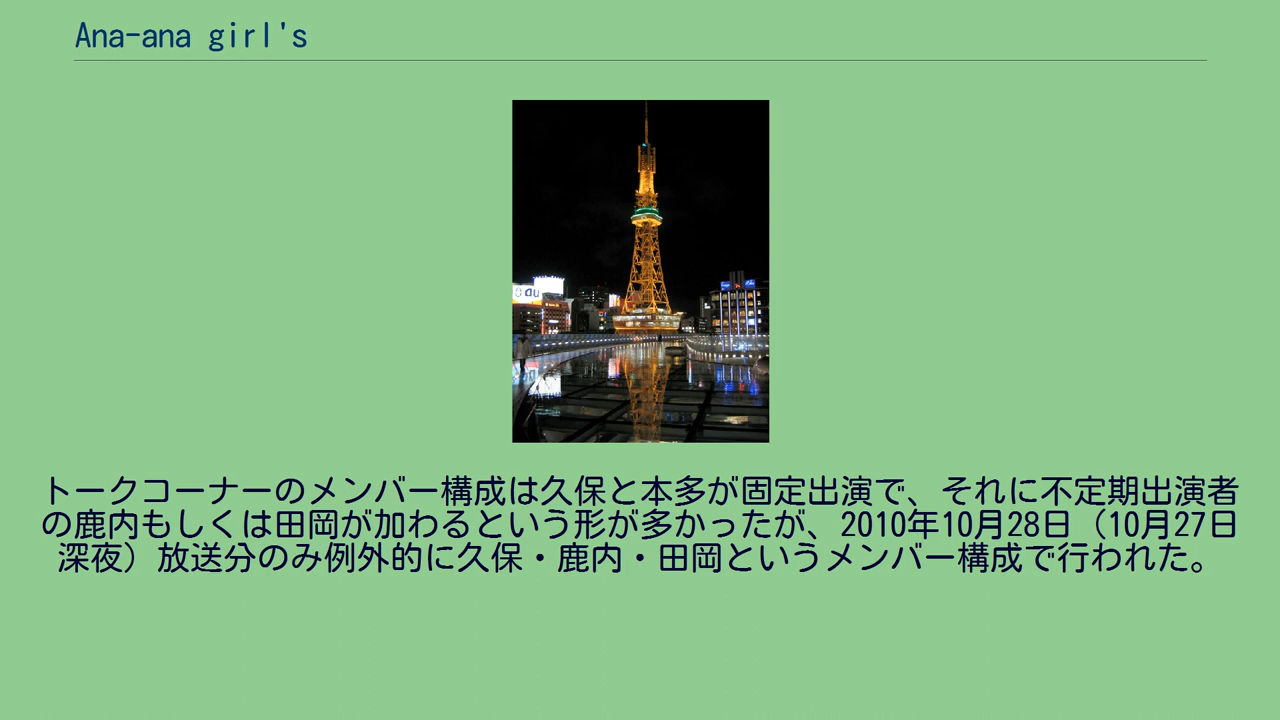 Ana-ana girl's
au
トークコーナーのメンバー構成は久保と本多が固定出演で、それに不定期出演者
の鹿内もしくは田岡が加わるという形が多かったが、2010年10月28日（10月27日
深夜）放送分のみ例外的に久保・鹿内・田岡というメンバー構成で行われた。